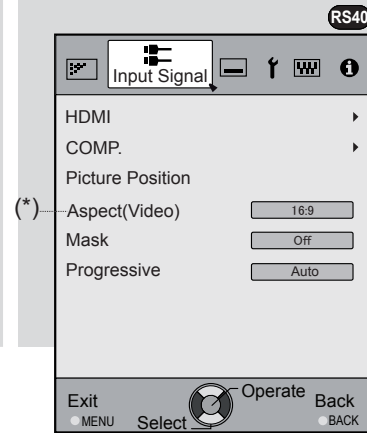 RS40
Input Signal
HDMI
COMP.
Picture Position
(*) Aspect(Video) 16:9
Mask Off
Progressive Auto
Exit Operate Back
MENU Select BACK